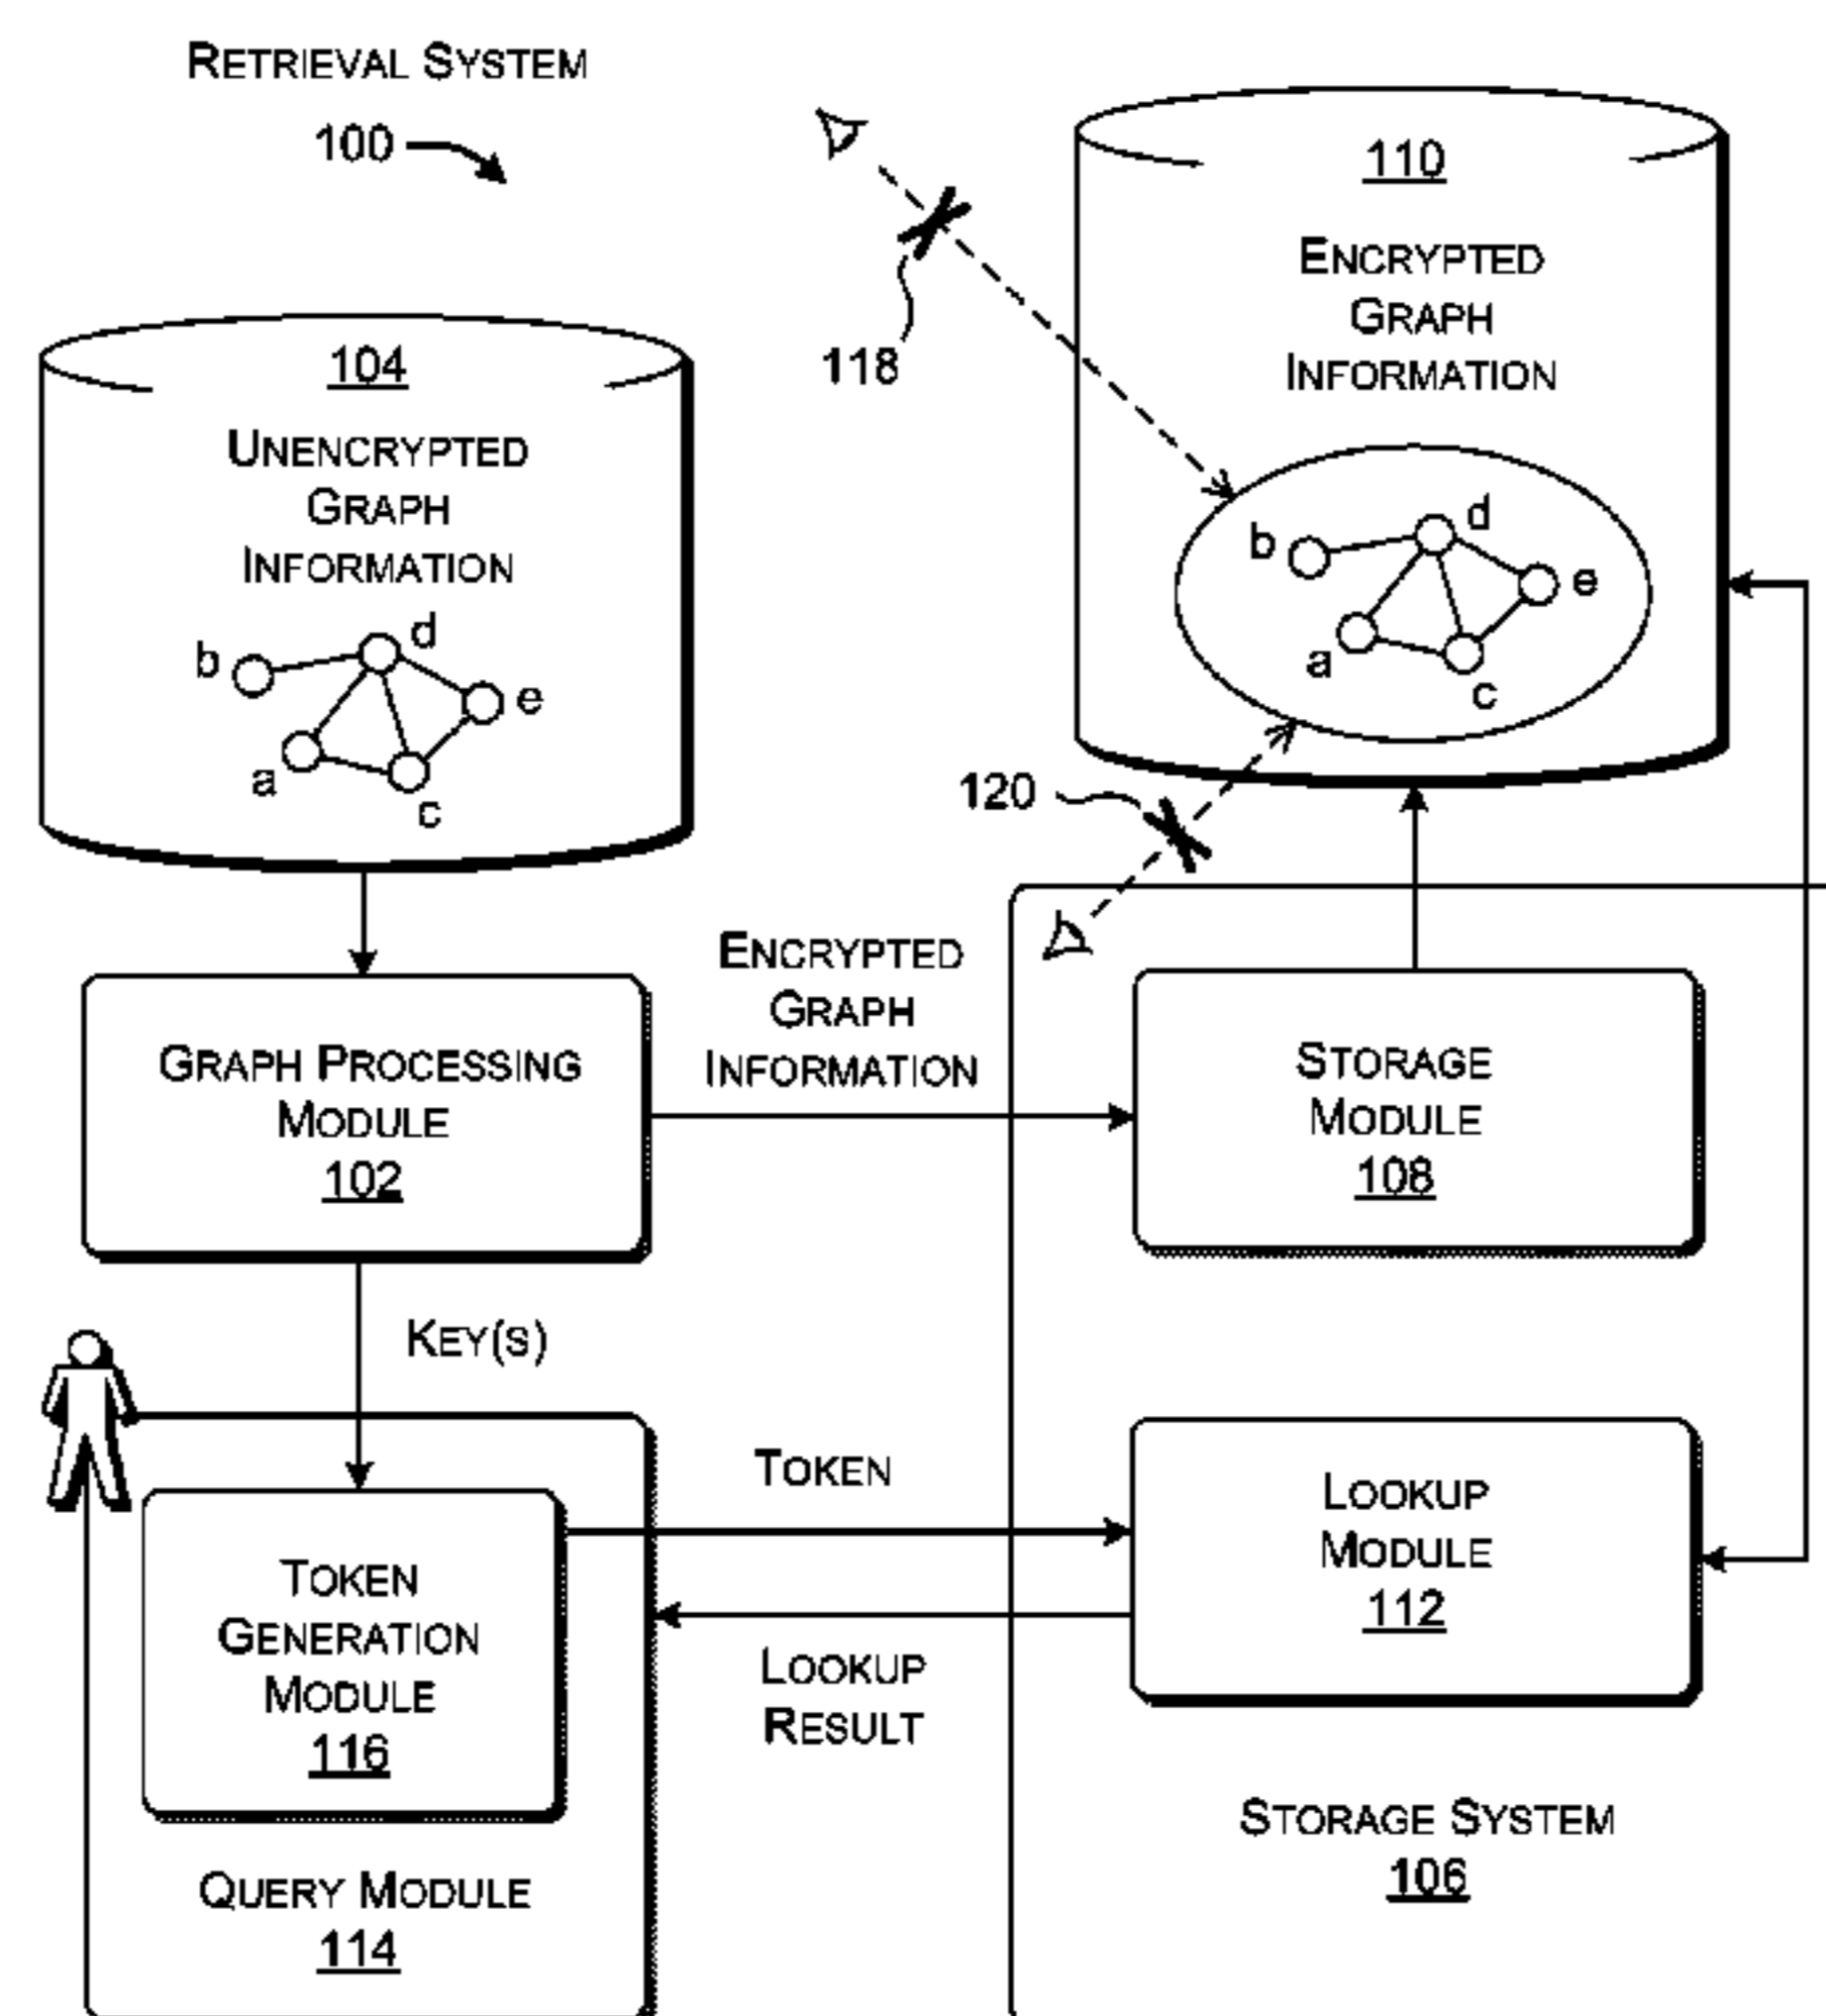 RETRIEVAL SYSTEM
100
110
ENCRYPTED
GRAPH
INFORMATION
118
104
UNENCRYPTED
GRAPH
INFORMATION
b
d
e
a
c
b
d
e
a
c
120
ENCRYPTED
GRAPH
INFORMATION
GRAPH PROCESSING
MODULE
102
STORAGE
MODULE
108
KEY(S)
TOKEN
TOKEN
GENERATION
MODULE
116
LOOKUP
MODULE
112
LOOKUP
RESULT
QUERY MODULE
114
STORAGE SYSTEM
106